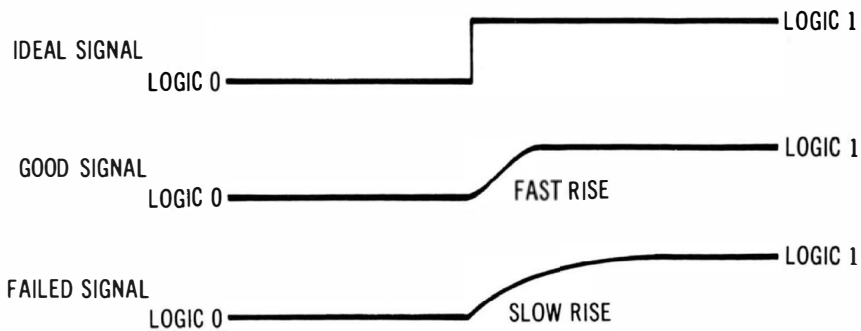 LOGIC 1
IDEAL SIGNAL
LOGIC 0
LOGIC 1
GOOD SIGNAL
LOGIC 0
FAST RISE
LOGIC 1
FAILED SIGNAL
LOGIC 0
SLOW RISE